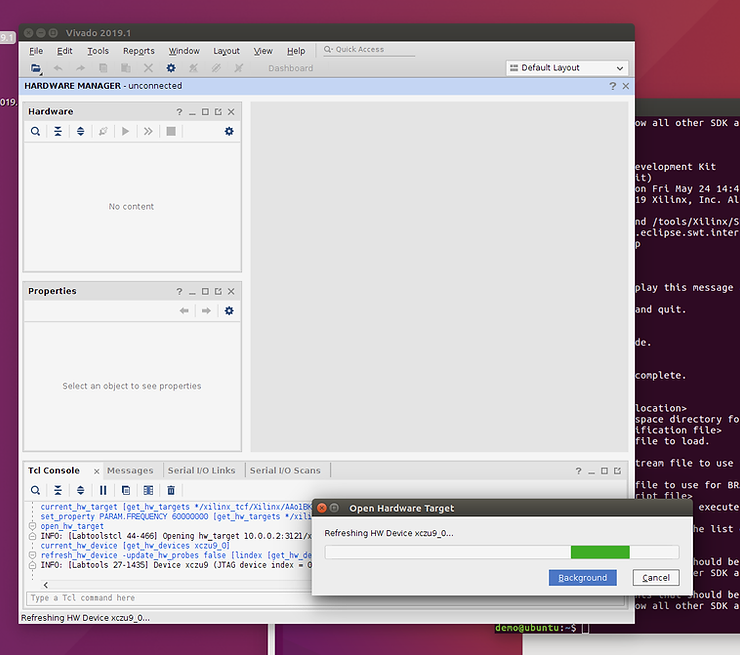 9.1
Vivado 2019.1
File Edit Tools Reports Window Layout View Help Quick Access
Dashboard
Default Layout
HARDWARE MANAGER - unconnected
?
019.
Hardware
?
No content
Properties
?
Select an object to see properties
Tcl Console Messages Serial I/O Links Serial I/O Scans
?
current_hw_target [get_hw_targets */xilinx_tcf/Xilinx/
set_property PARAM.FREQUENCY 60000000 [get_hw_targets */xili
open_hw_target
INFO: [Labtoolstcl 44-466] Opening hw_target 10.0.0.2:3121/x
current_hw_device [get_hw_devices xczu9_0]
refresh_hw_device -update_hw_probes false [lindex [get_hw_de
INFO: [Labtools 27-1435] Device xczu9 (JTAG device index = 0
Type a Tcl command here
Refreshing HW Device xczu9_0...
Open Hardware Target
Refreshing HW Device xczu9_0...
Background Cancel
ow all other SDK a
evelopment Kit
it)
on Fri May 24 14:4
19 Xilinx, Inc. Al
nd /tools/Xilinx/S
.eclipse.swt.inter
p
play this message
and quit.
de.
complete.
location>
space directory fo
ification file>
file to load.
tream file to use
file to use for BR
ript file>
execute
he list
ould be
er SDK a
nts that should be
ow all other SDK a
demo@ubuntu:~$